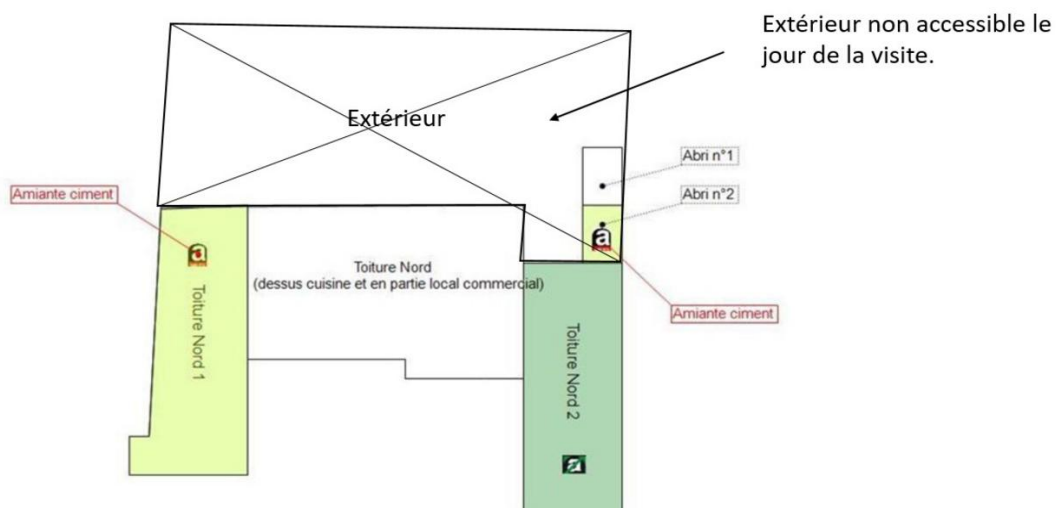 Extérieur non accessible le
jour de la visite.
Extérieur
Abri n°1
Amiante ciment
Abri n°2
a
a
Toiture Nord
(dessus cuisine et en partie local commercial)
Toiture Nord 1
Amiante ciment
Toiture Nord 2
a